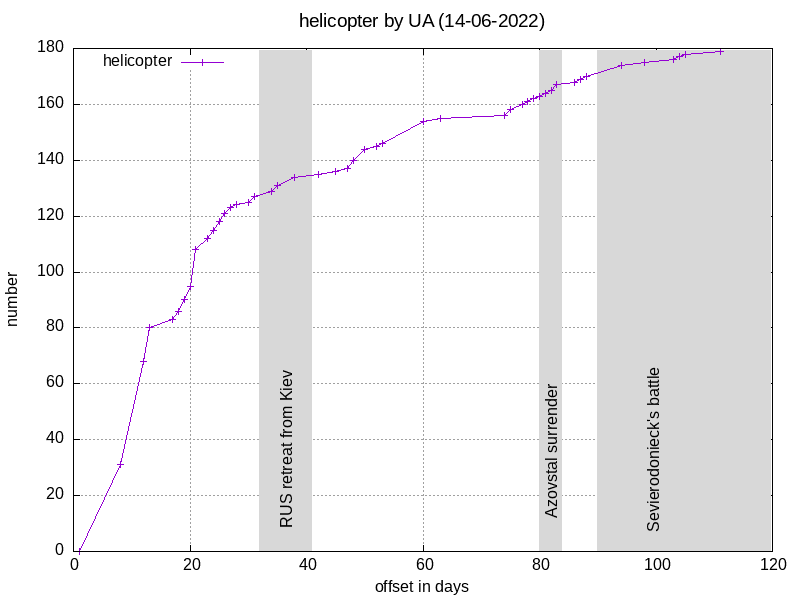 helicopter by UA (14-06-2022)
helicopter
180
160
140
120
100
80
60
40
20
0
number
RUS retreat from Kiev
Azovstal surrender
Sevierodonieck's battle
0 20 40 60 80 100 120
offset in days